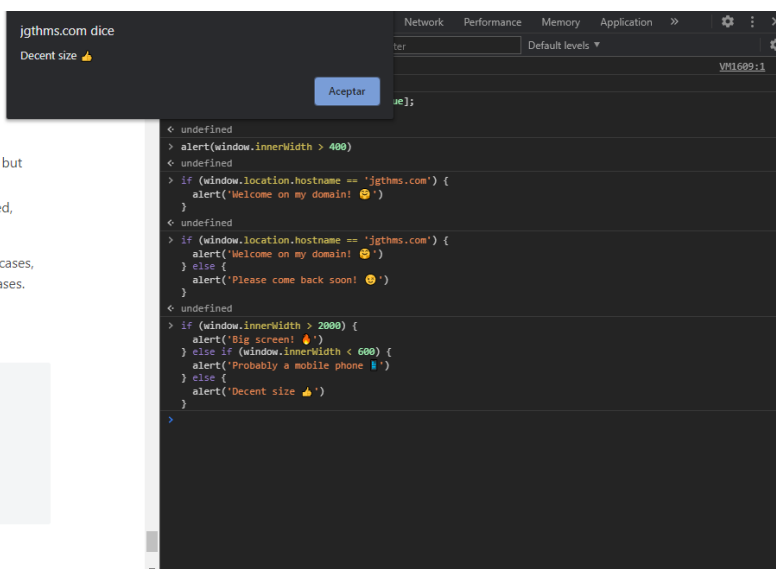 jgthms.com dice
Decent size 👍
Aceptar
Network Performance Memory Application »
ter
Default levels ▼
VM1609:1
ue];
undefined
> alert(window.innerWidth > 400)
undefined
> if (window.location.hostname == 'jgthms.com') {
alert('Welcome on my domain! 🤗')
}
undefined
> if (window.location.hostname == 'jgthms.com') {
alert('Welcome on my domain! 🤗')
} else {
alert('Please come back soon! 😉')
}
undefined
> if (window.innerWidth > 2000) {
alert('Big screen! 🔥')
} else if (window.innerWidth < 600) {
alert('Probably a mobile phone 📱')
} else {
alert('Decent size 👍')
}
>
but
ed,
cases,
ases.